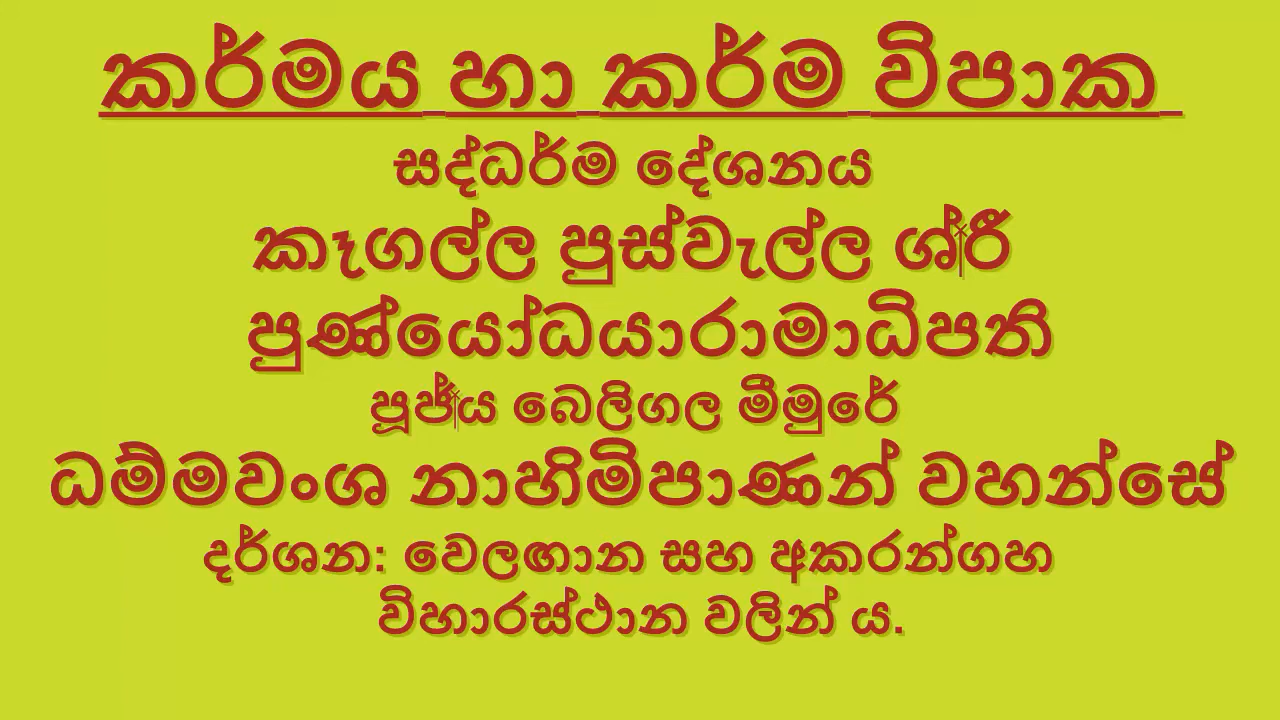 කර්මය හා කර්ම විපාක
සද්ධර්ම දේශනය
කෑගල්ල පුස්වැල්ල ශ්‍රී
පුණ්යෝධයාරාමාධිපති
පූජ්‍ය බෙලිගල මීමුරේ
ධම්මවංශ නාහිමිපාණන් වහන්සේ
දර්ශන: වෙලඟාන සහ අකරන්ගහ
විහාරස්ථාන වලින් ය.